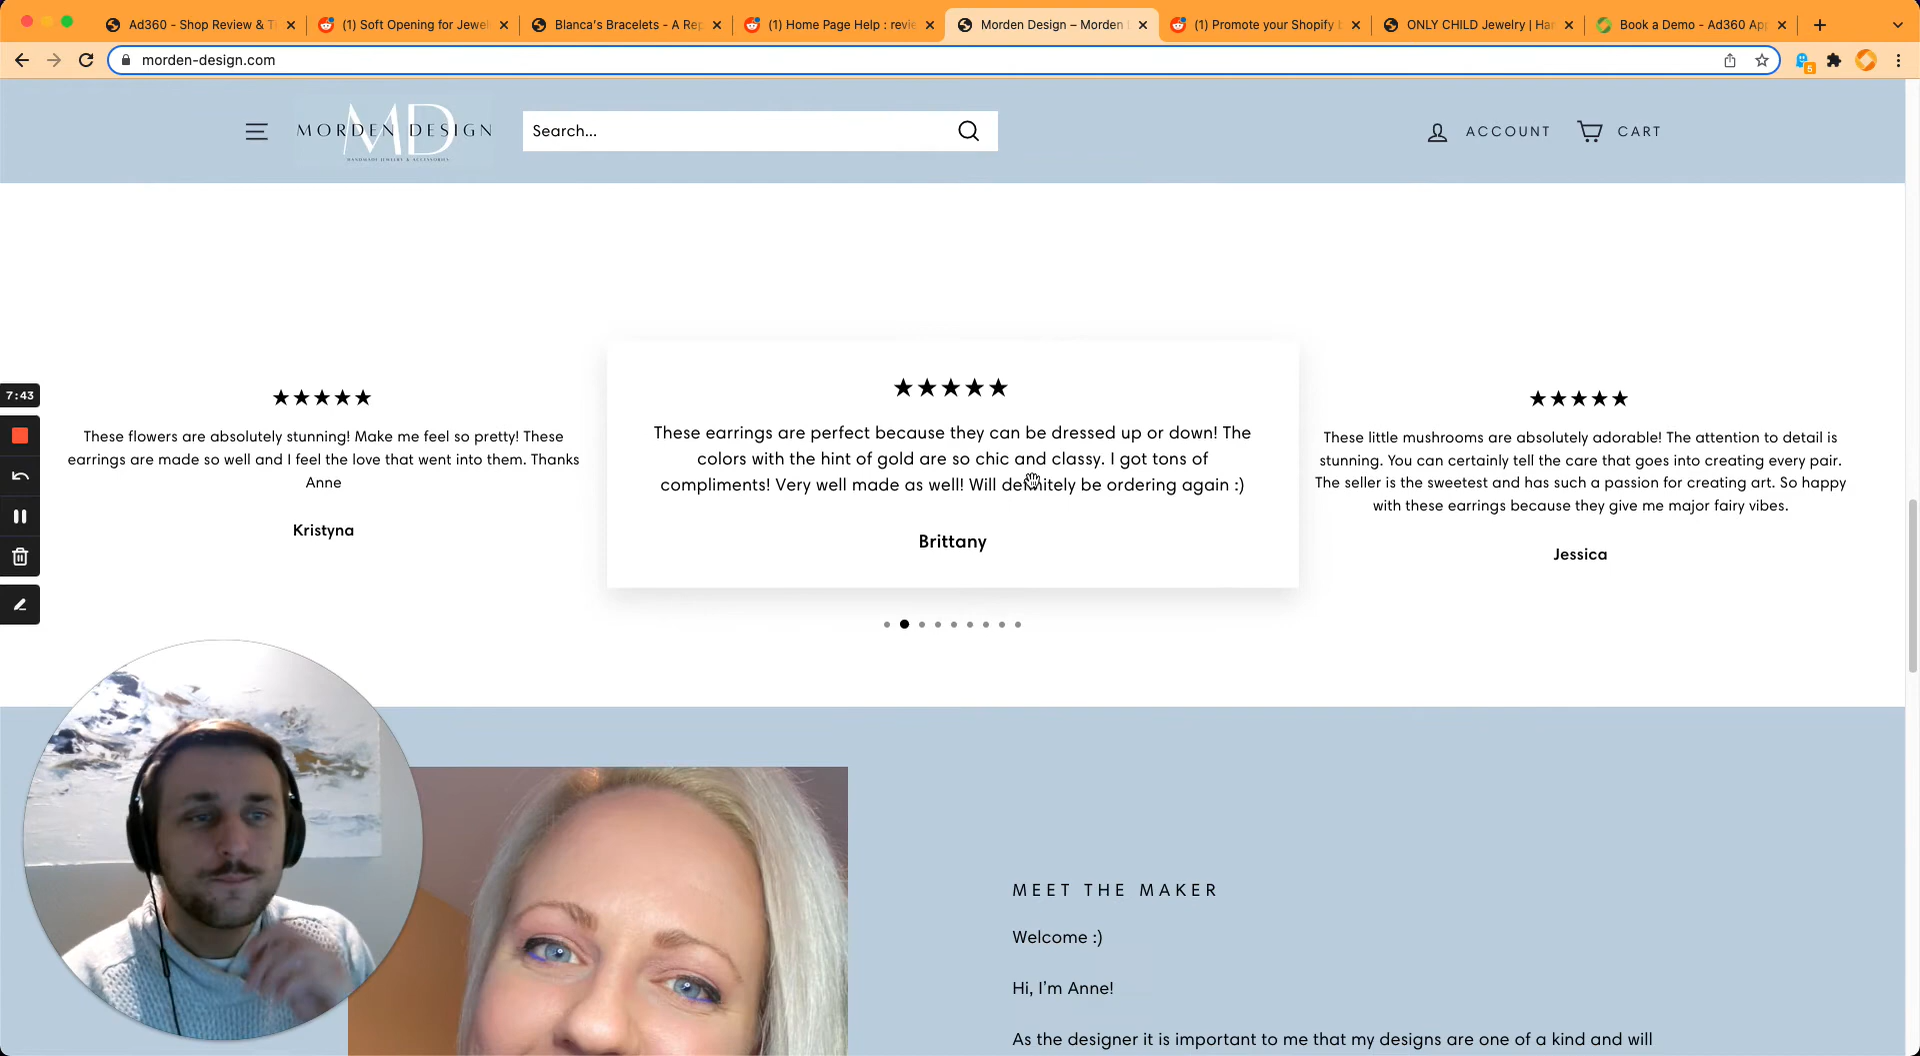 Ad360 - Shop Review & T
(1) Soft Opening for Jewel
Blanca's Bracelets - A Rep
(1) Home Page Help : revie
Morden Design – Morden
(1) Promote your Shopify b
ONLY CHILD Jewelry | Han
Book a Demo - Ad360 App
morden-design.com
5
MD
MORDEN DESIGN
HANDMADE JEWELRY & ACCESSORIES
Search...
ACCOUNT
CART
7:43
★★★★★
These flowers are absolutely stunning! Make me feel so pretty! These
earrings are made so well and I feel the love that went into them. Thanks
Anne
Kristyna
★★★★★
These earrings are perfect because they can be dressed up or down! The
colors with the hint of gold are so chic and classy. I got tons of
compliments! Very well made as well! Will definitely be ordering again :)
Brittany
★★★★★
These little mushrooms are absolutely adorable! The attention to detail is
stunning. You can certainly tell the care that goes into creating every pair.
The seller is the sweetest and has such a passion for creating art. So happy
with these earrings because they give me major fairy vibes.
Jessica
MEET THE MAKER
Welcome :)
Hi, I'm Anne!
As the designer it is important to me that my designs are one of a kind and will